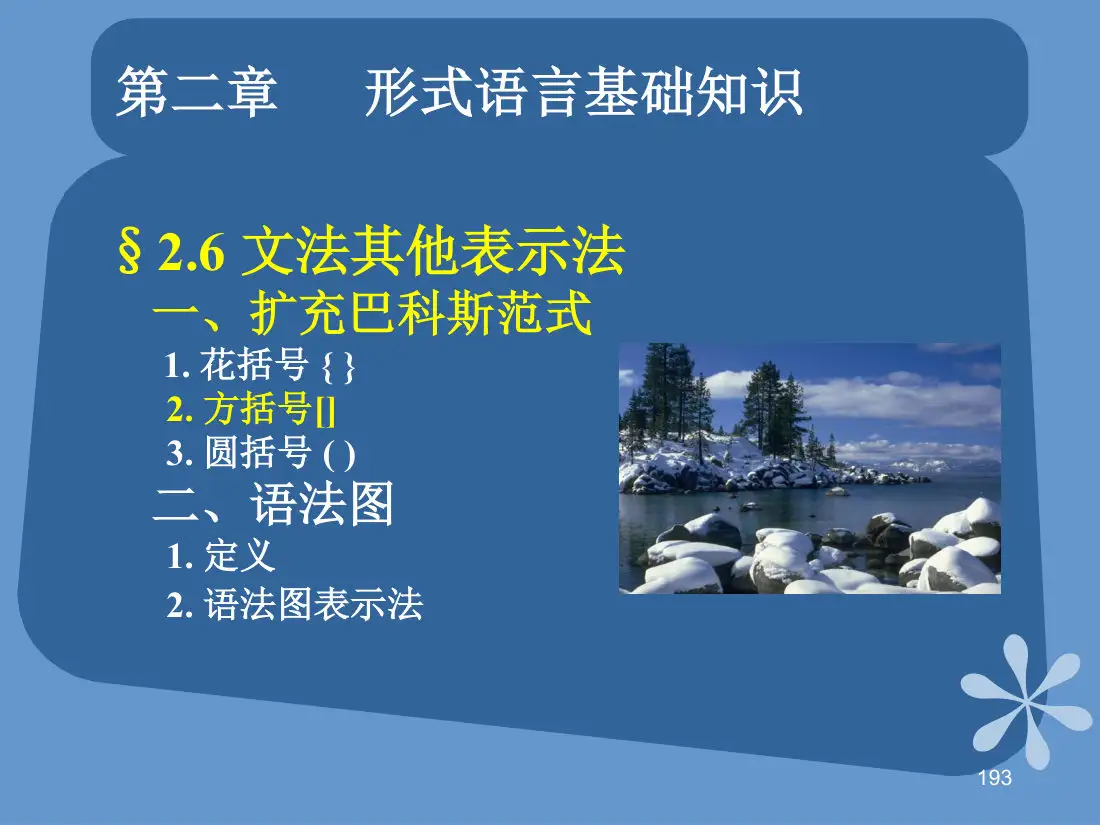 第二章 形式语言基础知识
§2.6 文法其他表示法
一、扩充巴科斯范式
1. 花括号 { }
2. 方括号[]
3. 圆括号 ( )
二、语法图
1. 定义
2. 语法图表示法
193